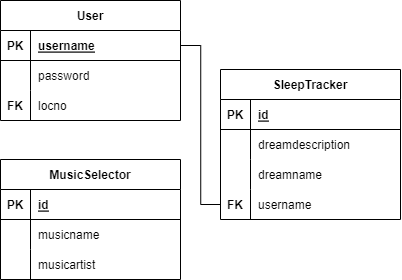 User
PK username
password
FK locno
SleepTracker
PK id
dreamdescription
dreamname
FK username
MusicSelector
PK id
musicname
musicartist